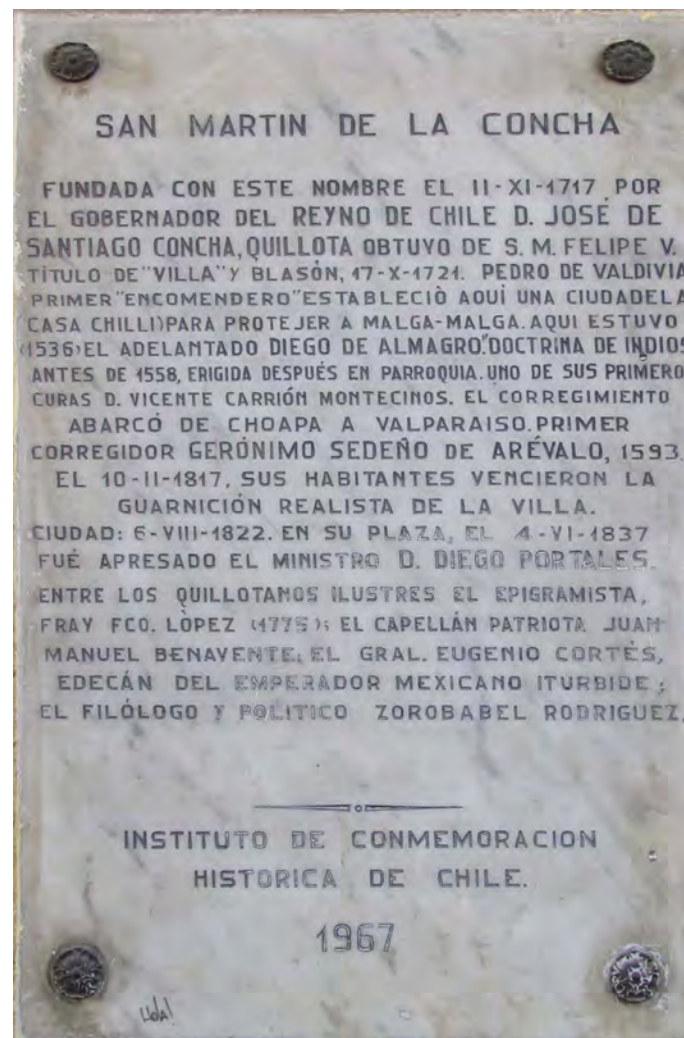 SAN MARTIN DE LA CONCHA
FUNDADA CON ESTE NOMBRE EL 11-XI-1717 POR
EL GOBERNADOR DEL REYNO DE CHILE D. JOSÉ DE
SANTIAGO CONCHA, QUILLOTA OBTUVO DE S. M. FELIPE V.
TÍTULO DE "VILLA" Y BLASÓN, 17-X-1721. PEDRO DE VALDIVIA
PRIMER "ENCOMENDERO" ESTABLECIÒ AQUÍ UNA CIUDADELA
CASA CHILLI) PARA PROTEJER A MALGA-MALGA. AQUI ESTUVO
(1536) EL ADELANTADO DIEGO DE ALMAGRO. "DOCTRINA DE INDIOS
ANTES DE 1558, ERIGIDA DESPUÉS EN PARROQUIA. UNO DE SUS PRIMERO
CURAS D. VICENTE CARRIÓN MONTECINOS. EL CORREGIMIENTO
ABARCÓ DE CHOAPA A VALPARAISO. PRIMER
CORREGIDOR GERÓNIMO SEDEÑO DE ARÉVALO, 1593.
EL 10-II-1817, SUS HABITANTES VENCIERON LA
GUARNICIÓN REALISTA DE LA VILLA.
CIUDAD: 6-VIII-1822. EN SU PLAZA, EL 4-VI-1837
FUÉ APRESADO EL MINISTRO D. DIEGO PORTALES.
ENTRE LOS QUILLOTANOS ILUSTRES EL EPIGRAMISTA,
FRAY FCO. LÒPEZ (1775); EL CAPELLÁN PATRIOTA JUAN
MANUEL BENAVENTE; EL GRAL. EUGENIO CORTÉS,
EDECÁN DEL EMPERADOR MEXICANO ITURBIDE;
EL FILÓLOGO Y POLITICO ZOROBABEL RODRIGUEZ.
INSTITUTO DE CONMEMORACION
HISTORICA DE CHILE.
1967